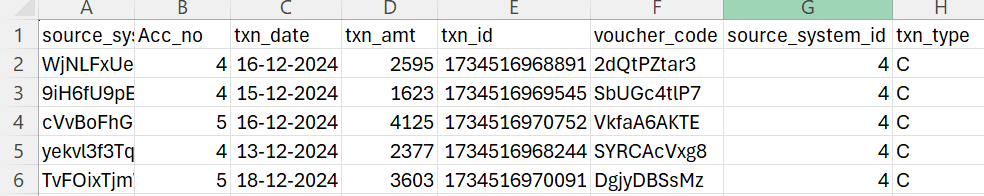 A B C D E F G H
1 source_sys Acc_no txn_date txn_amt txn_id voucher_code source_system_id txn_type
2 WjNLFxUe 4 16-12-2024 2595 1734516968891 2dQtPZtar3 4 C
3 9iH6fU9pE 4 15-12-2024 1623 1734516969545 SbUGc4tlP7 4 C
4 cVvBoFhG 5 16-12-2024 4125 1734516970752 VkfaA6AKTE 4 C
5 yekvl3f3Tq 4 13-12-2024 2377 1734516968244 SYRCAcVxg8 4 C
6 TvFOixTjm 5 18-12-2024 3603 1734516970091 DgjyDBSsMz 4 C